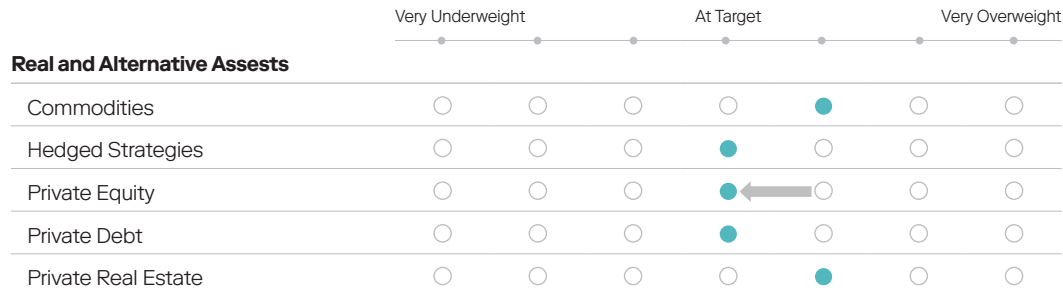 Very Underweight At Target Very Overweight
Real and Alternative Assests
Commodities
Hedged Strategies
Private Equity
Private Debt
Private Real Estate